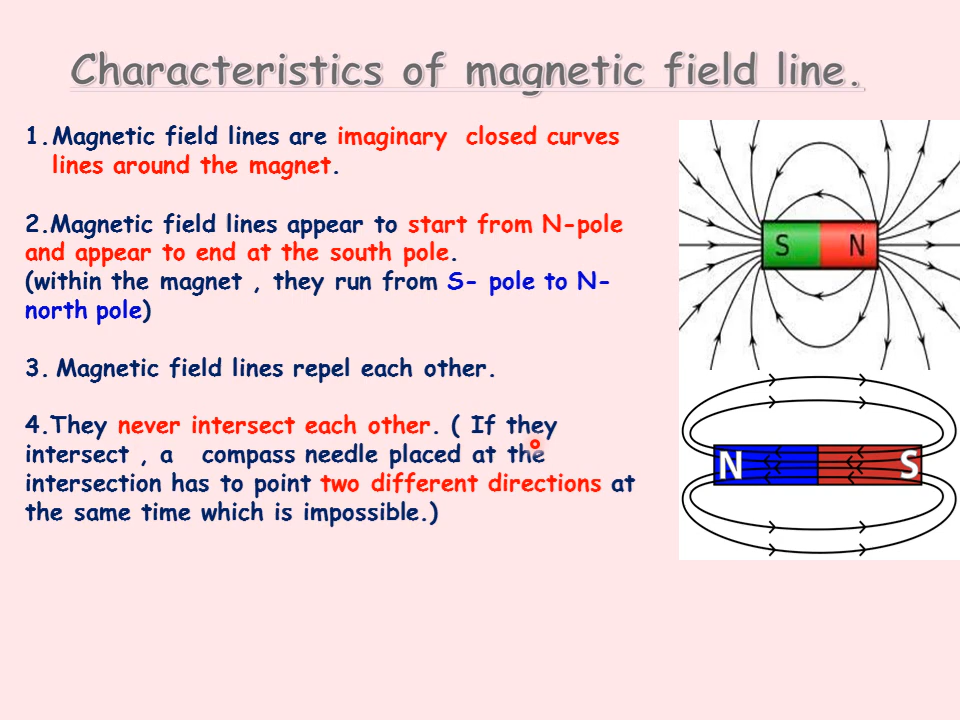 Characteristics of magnetic field line.
1.Magnetic field lines are imaginary closed curves
lines around the magnet.
2.Magnetic field lines appear to start from N-pole
and appear to end at the south pole.
(within the magnet , they run from S- pole to N-
north pole)
3. Magnetic field lines repel each other.
4.They never intersect each other. ( If they
intersect , a compass needle placed at the
intersection has to point two different directions at
the same time which is impossible.)
S N
N S